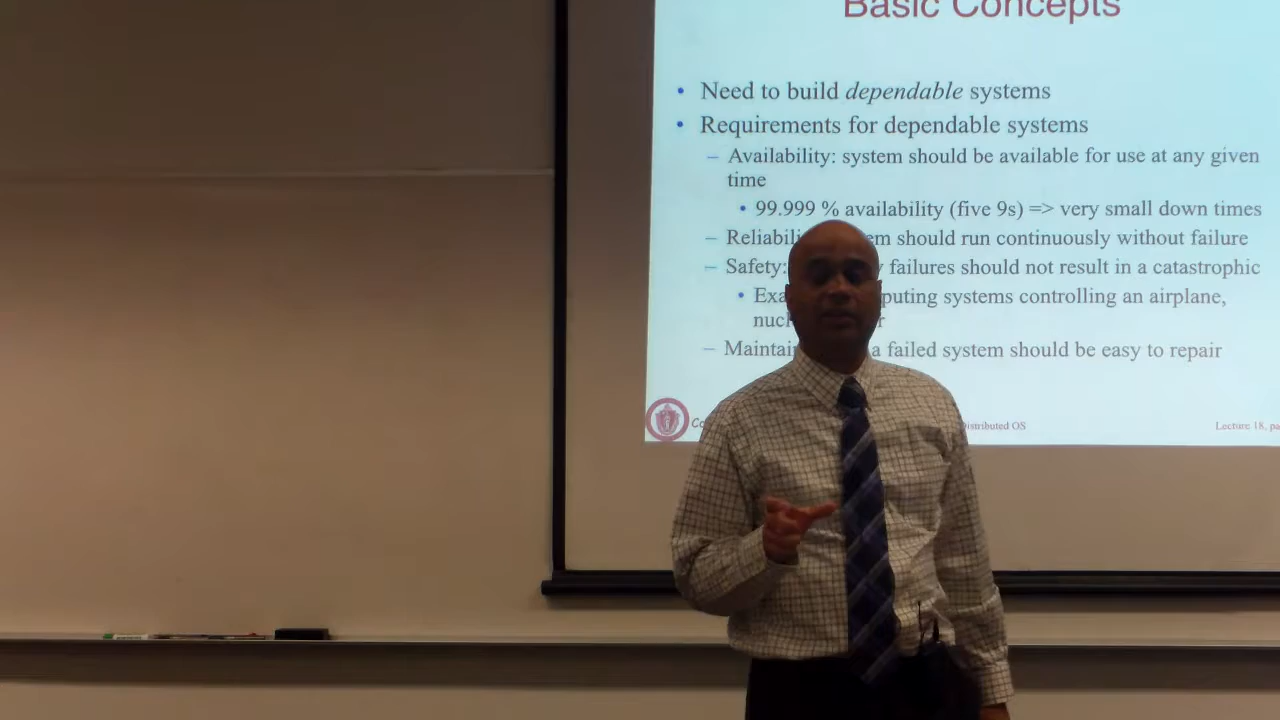 Basic Concepts
• Need to build dependable systems
• Requirements for dependable systems
– Availability: system should be available for use at any given
time
• 99.999 % availability (five 9s) => very small down times
– Reliabili em should run continuously without failure
– Safety: failures should not result in a catastrophic
• Exa puting systems controlling an airplane,
nucl r
– Maintai a failed system should be easy to repair
Distributed OS
Lecture 18, pa